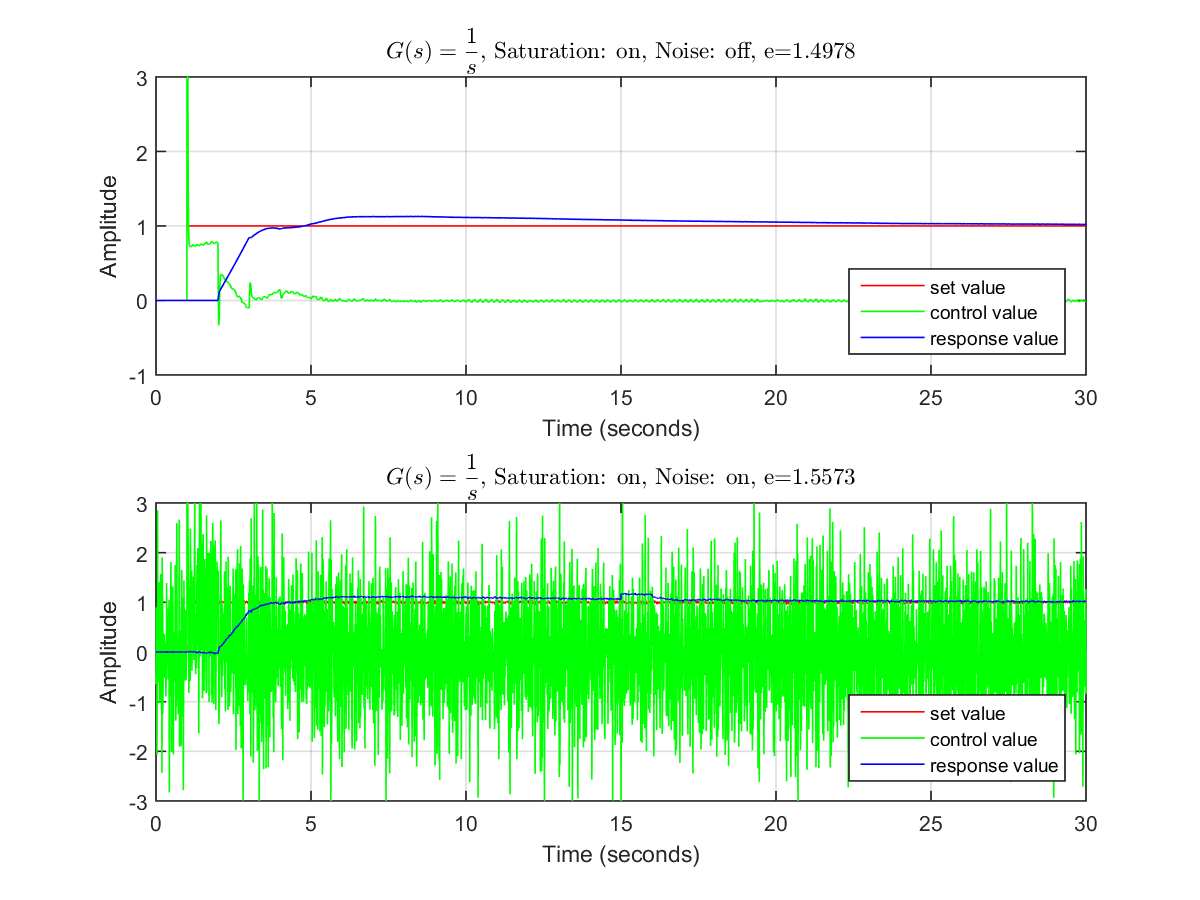 G(s) = 1/s, Saturation: on, Noise: off, e=1.4978
3
2
1
0
-1
Amplitude
0 5 10 15 20 25 30
Time (seconds)
set value
control value
response value
G(s) = 1/s, Saturation: on, Noise: on, e=1.5573
3
2
1
0
-1
-2
-3
Amplitude
0 5 10 15 20 25 30
Time (seconds)
set value
control value
response value